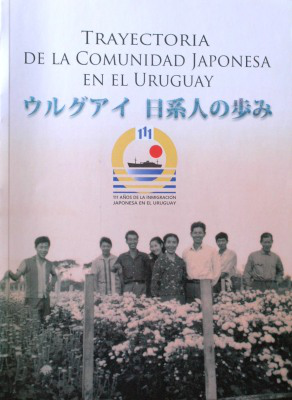 TRAYECTORIA
DE LA COMUNIDAD JAPONESA
EN EL URUGUAY
ウルグアイ 日系人の歩み
111 AÑOS DE LA INMIGRACIÓN
JAPONESA EN EL URUGUAY